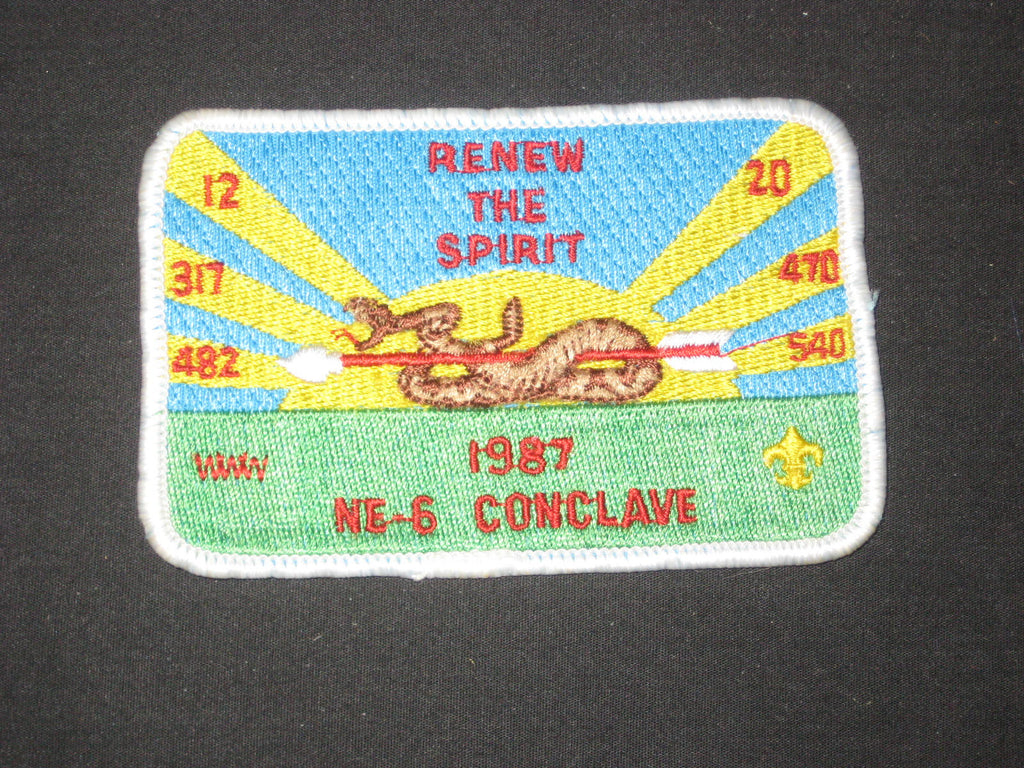 RENEW
THE
SPIRIT
12
20
317
470
482
540
WWW
1987
NE-6 CONCLAVE